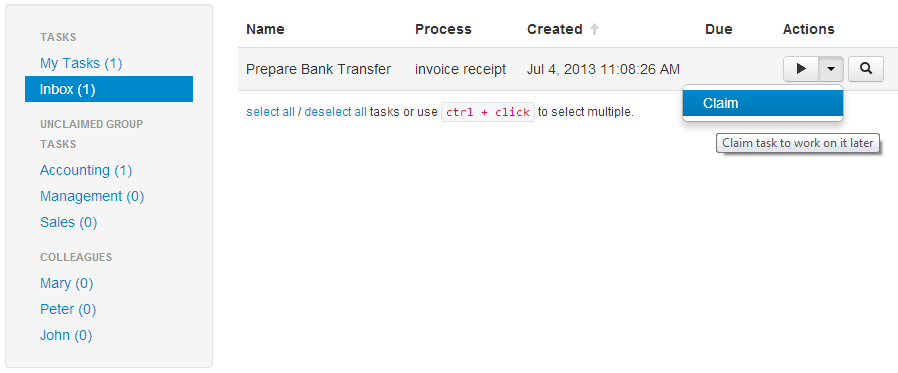 TASKS
My Tasks (1)
Inbox (1)
UNCLAIMED GROUP
TASKS
Accounting (1)
Management (0)
Sales (0)
COLLEAGUES
Mary (0)
Peter (0)
John (0)
Name Process Created Due Actions
Prepare Bank Transfer invoice receipt Jul 4, 2013 11:08:26 AM
select all / deselect all tasks or use ctrl + click to select multiple.
Claim
Claim task to work on it later